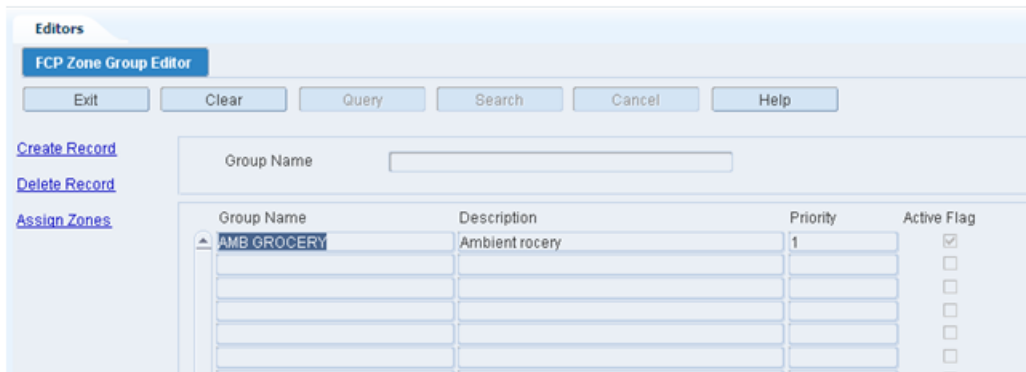 Editors
FCP Zone Group Editor
Exit Clear Query Search Cancel Help
Create Record
Group Name
Delete Record
Assign Zones
Group Name Description Priority Active Flag
AMB GROCERY Ambient rocery 1